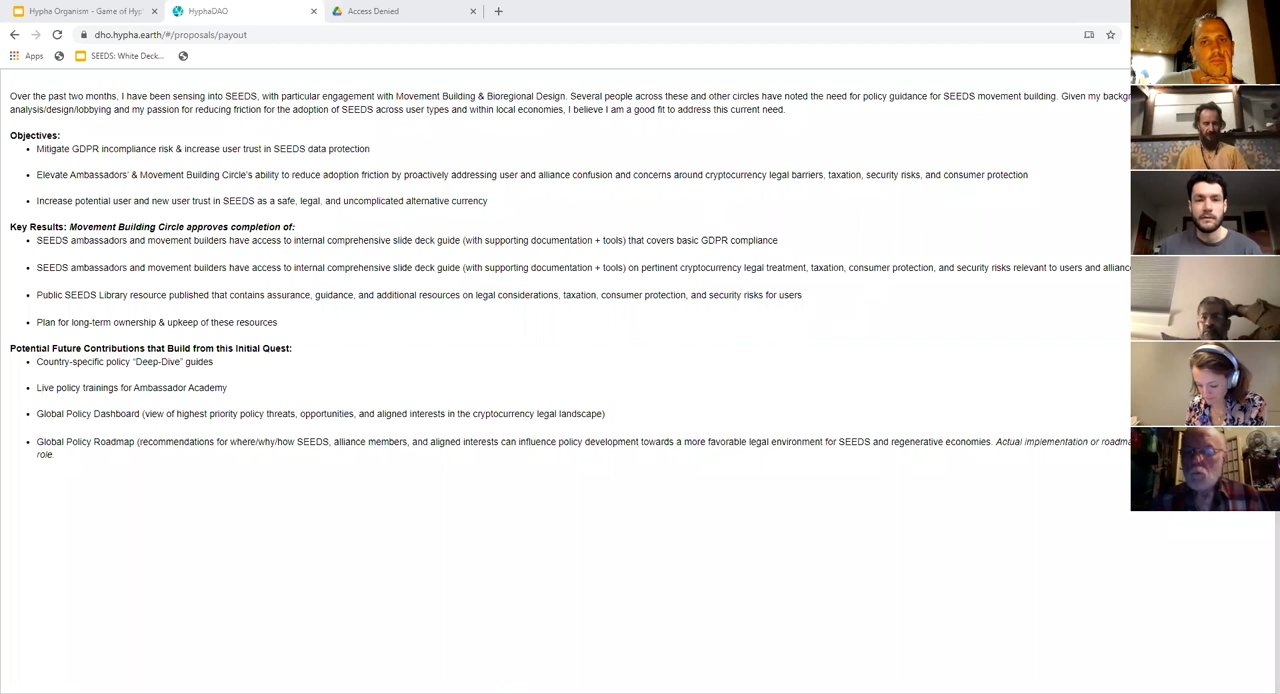 Hypha Organism - Game of Hyp
HyphaDAO
Access Denied
dho.hypha.earth/#/proposals/payout
Apps
SEEDS: White Deck...
Over the past two months, I have been sensing into SEEDS, with particular engagement with Movement Building & Bioregional Design. Several people across these and other circles have noted the need for policy guidance for SEEDS movement building. Given my backgr
analysis/design/lobbying and my passion for reducing friction for the adoption of SEEDS across user types and within local economies, I believe I am a good fit to address this current need.
Objectives:
• Mitigate GDPR incompliance risk & increase user trust in SEEDS data protection
• Elevate Ambassadors' & Movement Building Circle's ability to reduce adoption friction by proactively addressing user and alliance confusion and concerns around cryptocurrency legal barriers, taxation, security risks, and consumer protection
• Increase potential user and new user trust in SEEDS as a safe, legal, and uncomplicated alternative currency
Key Results: Movement Building Circle approves completion of:
• SEEDS ambassadors and movement builders have access to internal comprehensive slide deck guide (with supporting documentation + tools) that covers basic GDPR compliance
• SEEDS ambassadors and movement builders have access to internal comprehensive slide deck guide (with supporting documentation + tools) on pertinent cryptocurrency legal treatment, taxation, consumer protection, and security risks relevant to users and alliance
• Public SEEDS Library resource published that contains assurance, guidance, and additional resources on legal considerations, taxation, consumer protection, and security risks for users
• Plan for long-term ownership & upkeep of these resources
Potential Future Contributions that Build from this Initial Quest:
• Country-specific policy “Deep-Dive” guides
• Live policy trainings for Ambassador Academy
• Global Policy Dashboard (view of highest priority policy threats, opportunities, and aligned interests in the cryptocurrency legal landscape)
• Global Policy Roadmap (recommendations for where/why/how SEEDS, alliance members, and aligned interests can influence policy development towards a more favorable legal environment for SEEDS and regenerative economies. Actual implementation or roadma
role.